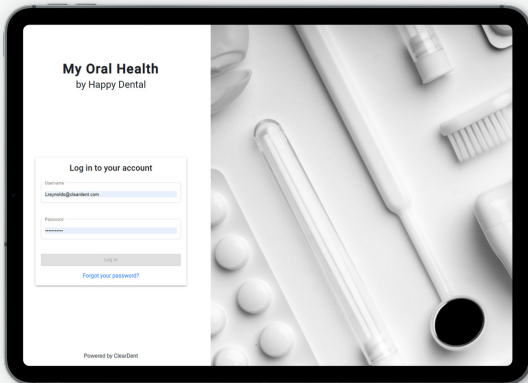 My Oral Health
by Happy Dental
Log in to your account
Username
Lreynolds@cleardent.com
Password
••••••••••
Log in
Forgot your password?
Powered by ClearDent